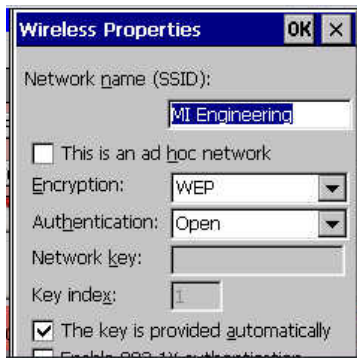 Wireless Properties OK ×
Network name (SSID):
MI Engineering
This is an ad hoc network
Encryption: WEP
Authentication: Open
Network key:
Key index: 1
The key is provided automatically